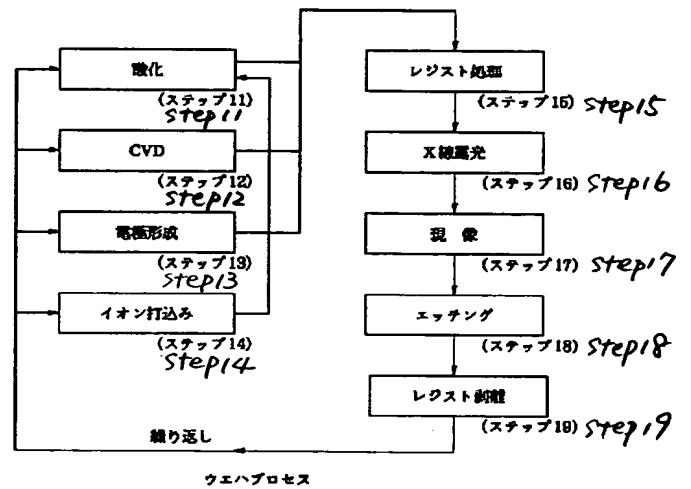 酸化
(ステップ11)
step11
CVD
(ステップ12)
step12
電極形成
(ステップ13)
step13
イオン打込み
(ステップ14)
step14
レジスト処理
(ステップ15)
step15
X線露光
(ステップ16)
step16
現 像
(ステップ17)
step17
エッチング
(ステップ18)
step18
レジスト剥離
(ステップ19)
step19
繰り返し
ウエハプロセス